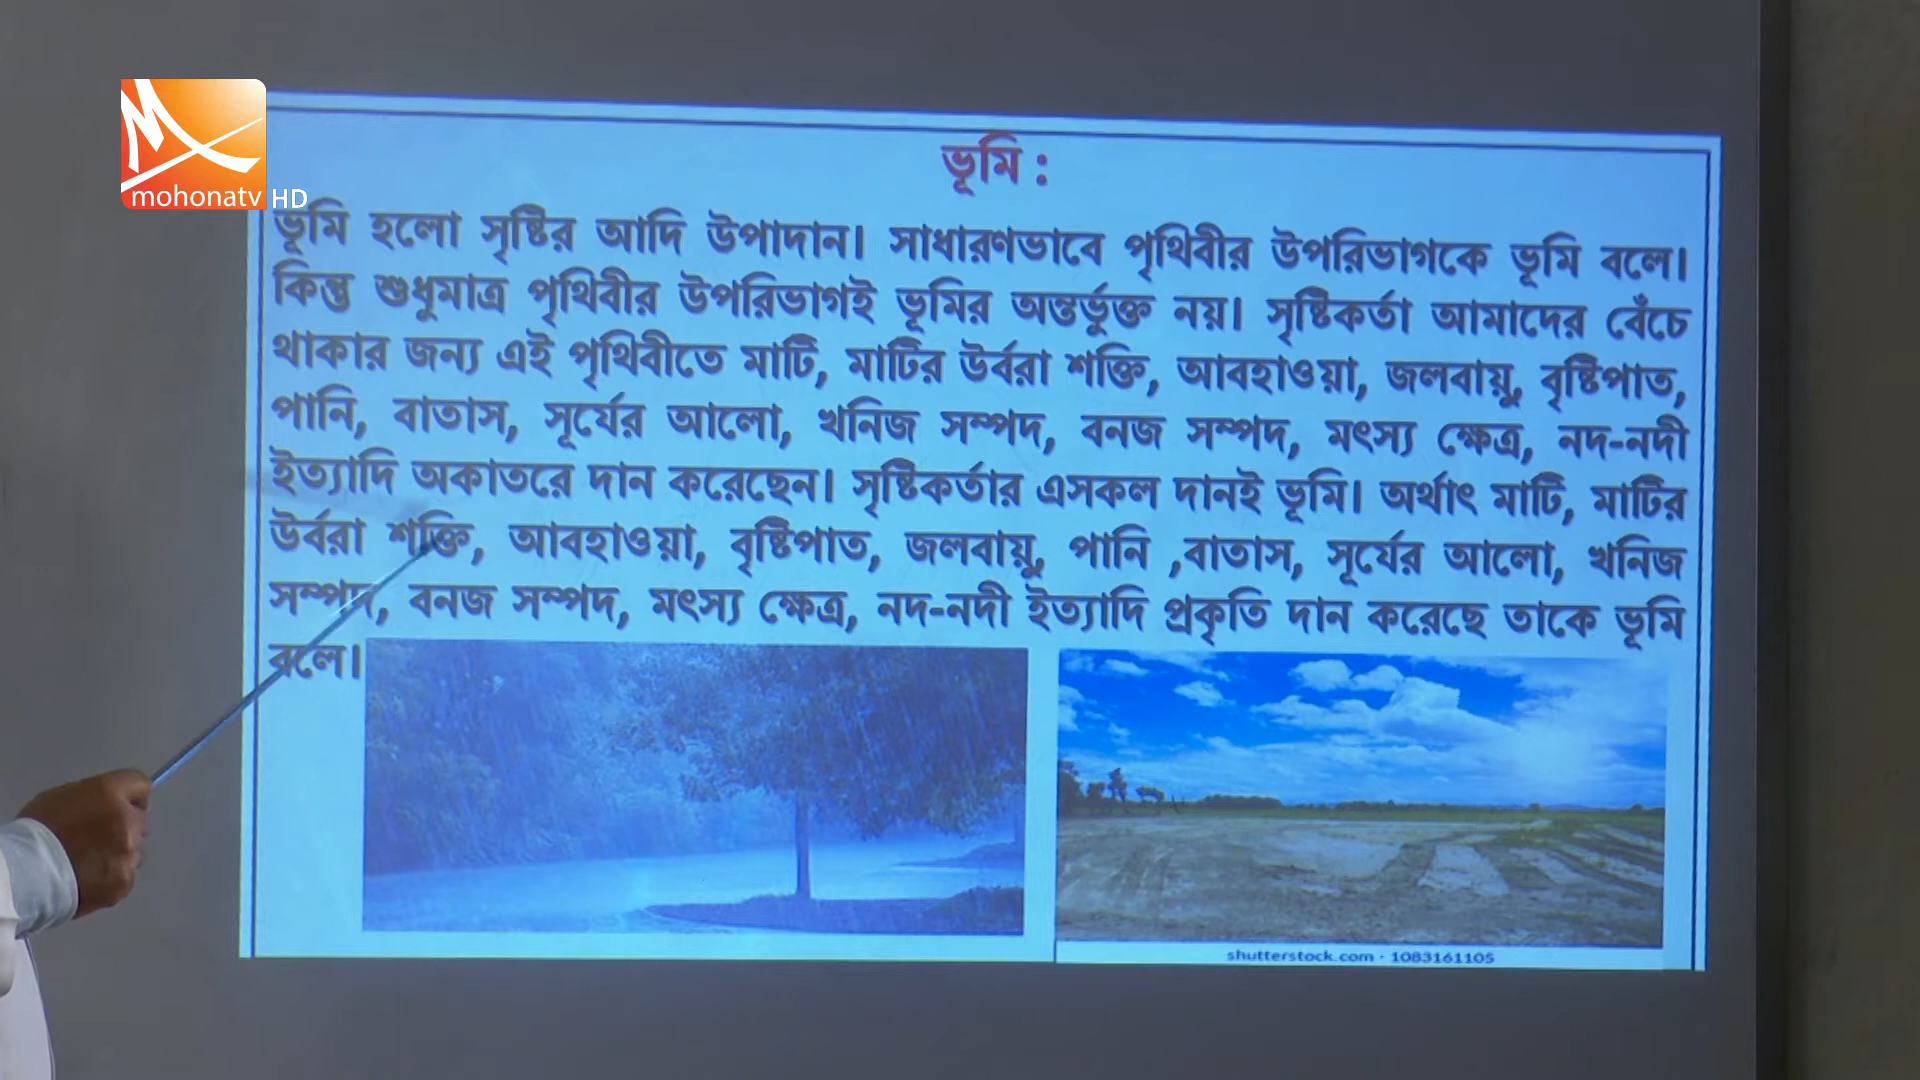 mohonatv HD
ভূমি :
ভূমি হলো সৃষ্টির আদি উপাদান। সাধারণভাবে পৃথিবীর উপরিভাগকে ভূমি বলে।
কিন্তু শুধুমাত্র পৃথিবীর উপরিভাগই ভূমির অন্তর্ভুক্ত নয়। সৃষ্টিকর্তা আমাদের বেঁচে
থাকার জন্য এই পৃথিবীতে মাটি, মাটির উর্বরা শক্তি, আবহাওয়া, জলবায়ু, বৃষ্টিপাত,
পানি, বাতাস, সূর্যের আলো, খনিজ সম্পদ, বনজ সম্পদ, মৎস্য ক্ষেত্র, নদ-নদী
ইত্যাদি অকাতরে দান করেছেন। সৃষ্টিকর্তার এসকল দানই ভূমি। অর্থাৎ মাটি, মাটির
উর্বরা শক্তি, আবহাওয়া, বৃষ্টিপাত, জলবায়ু, পানি ,বাতাস, সূর্যের আলো, খনিজ
সম্পদ, বনজ সম্পদ, মৎস্য ক্ষেত্র, নদ-নদী ইত্যাদি প্রকৃতি দান করেছে তাকে ভূমি
বলে।
shutterstock.com · 1083161105